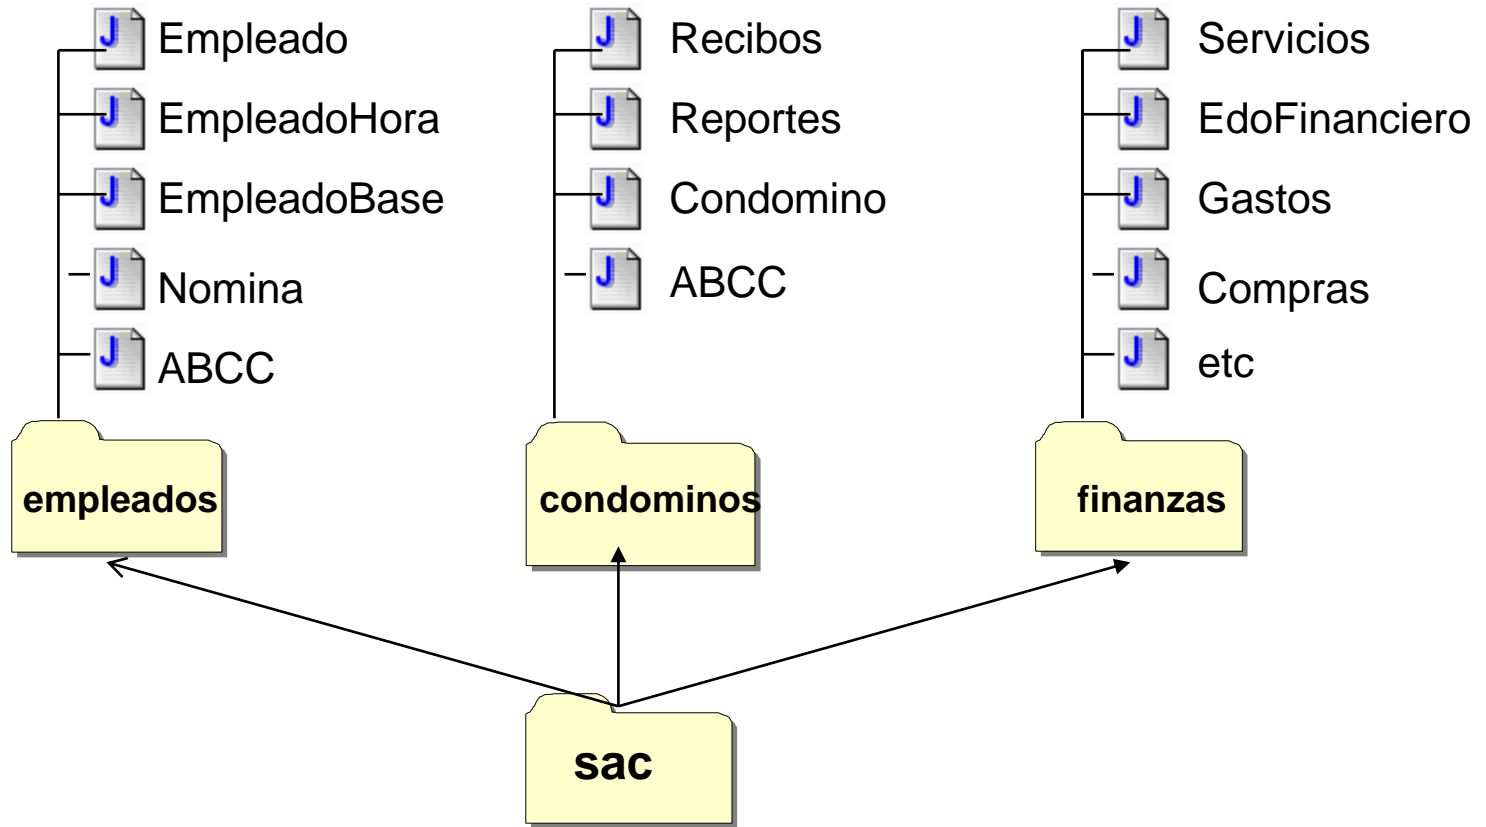 Empleado
EmpleadoHora
EmpleadoBase
Nomina
ABCC
empleados
Recibos
Reportes
Condomino
ABCC
condominos
Servicios
EdoFinanciero
Gastos
Compras
etc
finanzas
sac
J
J
J
J
J
J
J
J
J
J
J
J
J
J